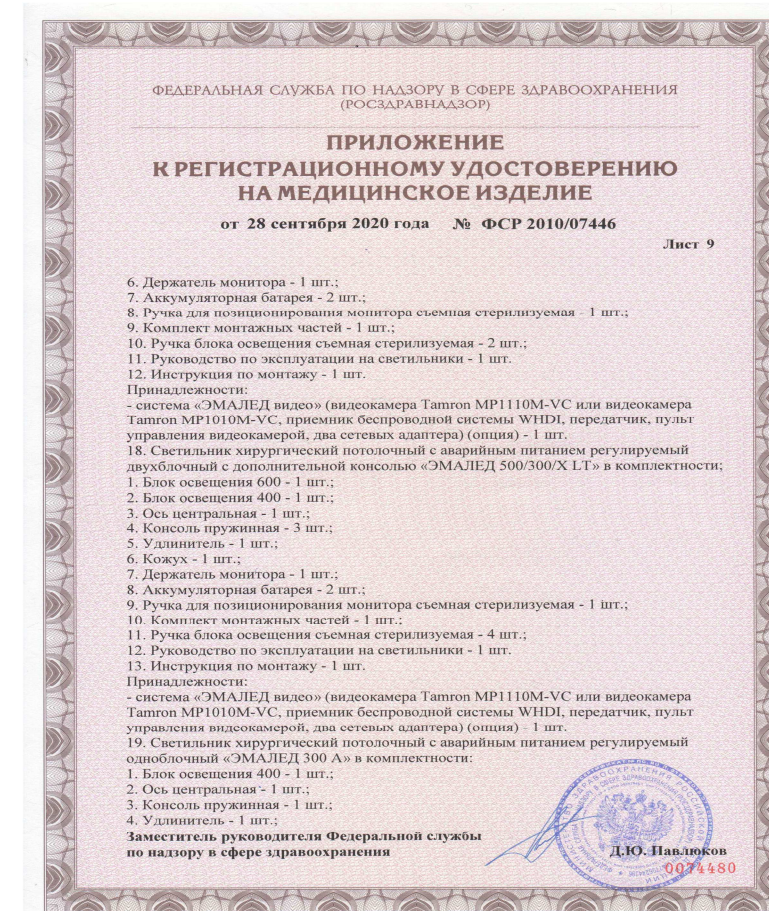 ФЕДЕРАЛЬНАЯ СЛУЖБА ПО НАДЗОРУ В СФЕРЕ ЗДРАВООХРАНЕНИЯ
(РОСЗДРАВНАДЗОР)
ПРИЛОЖЕНИЕ
К РЕГИСТРАЦИОННОМУ УДОСТОВЕРЕНИЮ
НА МЕДИЦИНСКОЕ ИЗДЕЛИЕ
от 28 сентября 2020 года № ФСР 2010/07446
Лист 9
6. Держатель монитора - 1 шт.;
7. Аккумуляторная батарея - 2 шт.;
8. Ручка для позиционирования монитора съемная стерилизуемая - 1 шт.;
9. Комплект монтажных частей - 1 шт.;
10. Ручка блока освещения съемная стерилизуемая - 2 шт.;
11. Руководство по эксплуатации на светильники - 1 шт.
12. Инструкция по монтажу - 1 шт.
Принадлежности:
- система «ЭМАЛЕД видео» (видеокамера Tamron MP1110M-VC или видеокамера
Tamron MP1010M-VC, приемник беспроводной системы WHDI, передатчик, пульт
управления видеокамерой, два сетевых адаптера) (опция) - 1 шт.
18. Светильник хирургический потолочный с аварийным питанием регулируемый
двухблочный с дополнительной консолью «ЭМАЛЕД 500/300/X LT» в комплектности;
1. Блок освещения 600 - 1 шт.;
2. Блок освещения 400 - 1 шт.;
3. Ось центральная - 1 шт.;
4. Консоль пружинная - 3 шт.;
5. Удлинитель - 1 шт.;
6. Кожух - 1 шт.;
7. Держатель монитора - 1 шт.;
8. Аккумуляторная батарея - 2 шт.;
9. Ручка для позиционирования монитора съемная стерилизуемая - 1 шт.;
10. Комплект монтажных частей - 1 шт.;
11. Ручка блока освещения съемная стерилизуемая - 4 шт.;
12. Руководство по эксплуатации на светильники - 1 шт.
13. Инструкция по монтажу - 1 шт.
Принадлежности:
- система «ЭМАЛЕД видео» (видеокамера Tamron MP1110M-VC или видеокамера
Tamron MP1010M-VC, приемник беспроводной системы WHDI, передатчик, пульт
управления видеокамерой, два сетевых адаптера) (опция) - 1 шт.
19. Светильник хирургический потолочный с аварийным питанием регулируемый
одноблочный «ЭМАЛЕД 300 А» в комплектности:
1. Блок освещения 400 - 1 шт.;
2. Ось центральная - 1 шт.;
3. Консоль пружинная - 1 шт.;
4. Удлинитель - 1 шт.;
Заместитель руководителя Федеральной службы
по надзору в сфере здравоохранения
Д.Ю. Павлюков
0074480